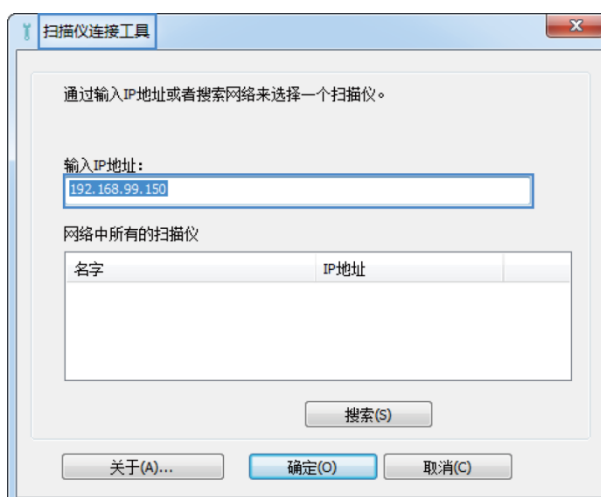 扫描仪连接工具
通过输入IP地址或者搜索网络来选择一个扫描仪。
输入IP地址:
192.168.99.150
网络中所有的扫描仪
名字 IP地址
搜索(S)
关于(A)... 确定(O) 取消(C)